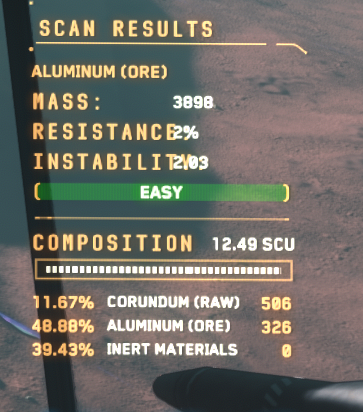 SCAN RESULTS
ALUMINUM (ORE)
MASS: 3898
RESISTANCE 2%
INSTABILITY 2.03
EASY
COMPOSITION 12.49 SCU
11.67% CORUNDUM (RAW) 506
48.88% ALUMINUM (ORE) 326
39.43% INERT MATERIALS 0